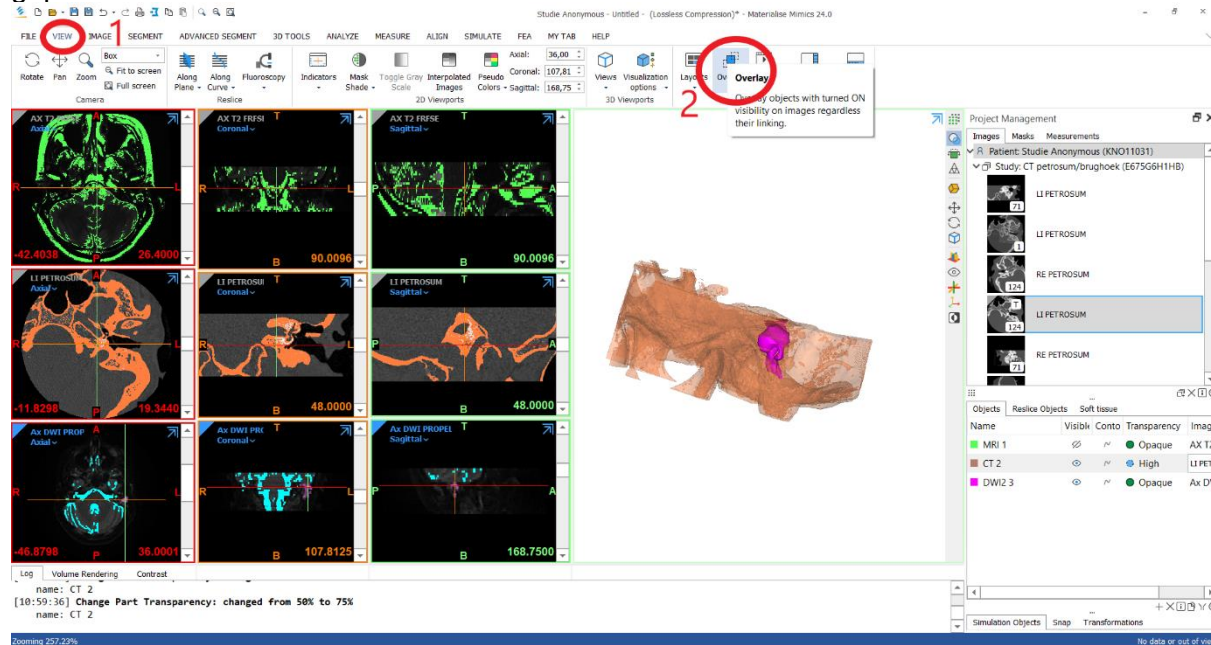 Studie Anonymous - Untitled - (Lossless Compression)* - Materialise Mimics 24.0
1
FILE VIEW IMAGE SEGMENT ADVANCED SEGMENT 3D TOOLS ANALYZE MEASURE ALIGN SIMULATE FEA MY TAB HELP
Box
Fit to screen
Full screen
Rotate Pan Zoom
Camera
Along Plane
Along Curve
Fluoroscopy
Reslice
Indicators
Mask Shade
Toggle Gray Scale
Interpolated Images
Pseudo Colors
Axial: 36,00
Coronal: 107,81
Sagittal: 168,75
2D Viewports
Views
Visualization options
3D Viewports
2
Overlay
Overlay objects with turned ON
visibility on images regardless
their linking.
AX T2
Axial
A
R
L
P
-42.4038
26.4000
AX T2 FRFSE
Coronal
T
R
L
B
90.0096
AX T2 FRFSE
Sagittal
T
P
A
B
90.0096
LI PETROSUM
Axial
A
R
L
P
-11.8298
19.3440
LI PETROSUM
Coronal
T
R
L
B
48.0000
LI PETROSUM
Sagittal
T
P
A
B
48.0000
Ax DWI PROP
Axial
A
R
L
P
-46.8798
36.0001
Ax DWI PRO
Coronal
T
R
L
B
107.8125
Ax DWI PROPEL
Sagittal
T
P
A
B
168.7500
Project Management
Images Masks Measurements
Patient: Studie Anonymous (KNO11031)
Study: CT petrosum/brughoek (E675G6H1HB)
71
LI PETROSUM
1
LI PETROSUM
124
RE PETROSUM
T
124
LI PETROSUM
71
RE PETROSUM
Objects Reslice Objects Soft tissue
Name Visible Conto Transparency Imag
MRI 1 Opaque AX T2
CT 2 High LI PET
DWI2 3 Opaque Ax DW
Simulation Objects Snap Transformations
Log Volume Rendering Contrast
name: CT 2
[10:59:36] Change Part Transparency: changed from 50% to 75%
name: CT 2
Zooming 257.23%
No data or out of view